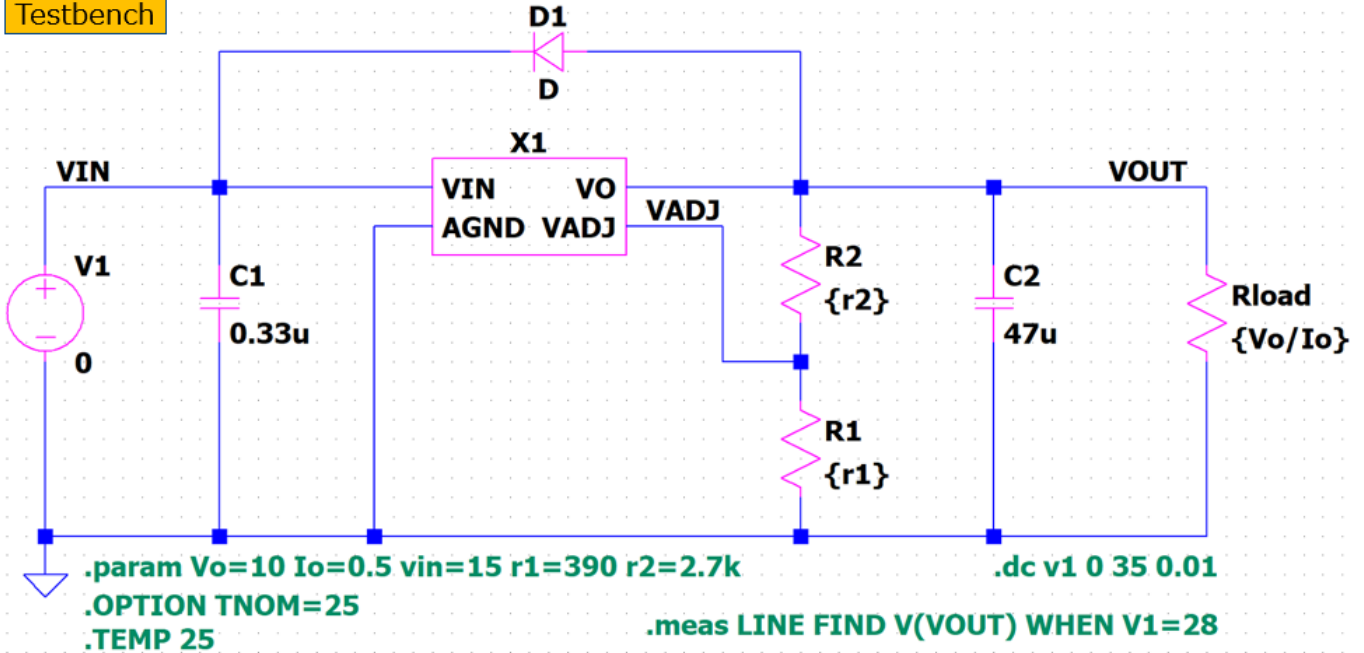 Testbench
D1
D
X1
VIN
VOUT
VIN VO
VADJ
AGND VADJ
V1
C1
R2
C2
Rload
{r2}
0.33u
47u
{Vo/Io}
0
R1
{r1}
.param Vo=10 Io=0.5 vin=15 r1=390 r2=2.7k
.dc v1 0 35 0.01
.OPTION TNOM=25
.meas LINE FIND V(VOUT) WHEN V1=28
.TEMP 25